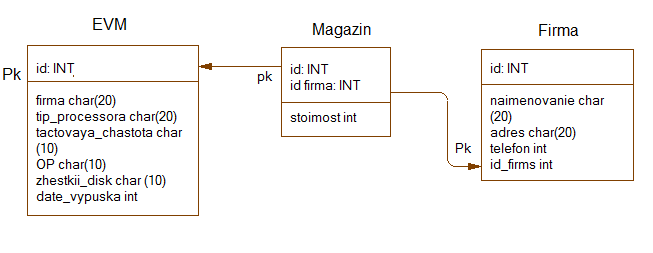 EVM
Pk
id: INT
firma char(20)
tip_processora char(20)
tactovaya_chastota char
(10)
OP char(10)
zhestkii_disk char (10)
date_vypuska int
Magazin
pk
id: INT
id firma: INT
stoimost int
Firma
Pk
id: INT
naimenovanie char
(20)
adres char(20)
telefon int
id_firms int